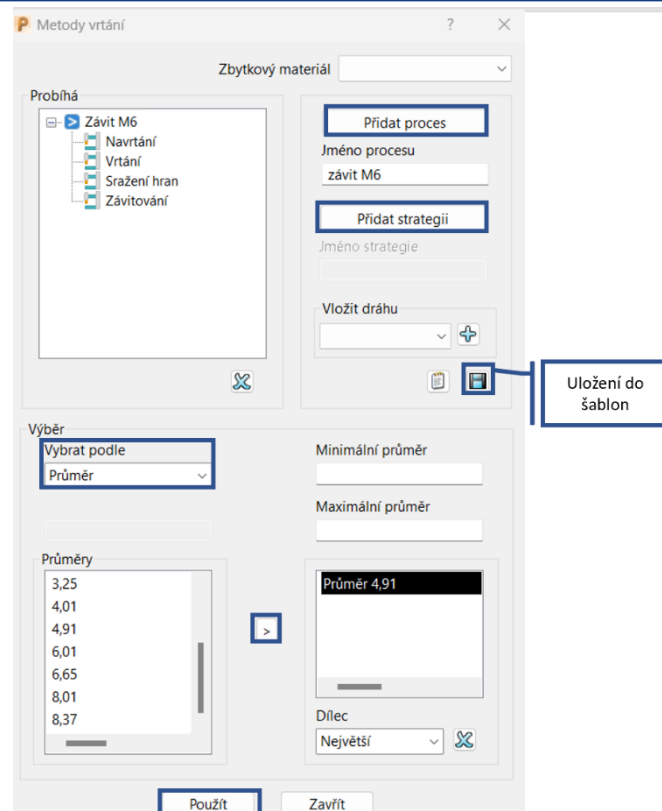 Metody vrtání
?
Zbytkový materiál
Probíhá
Závit M6
Navrtání
Vrtání
Sražení hran
Závitování
Přidat proces
Jméno procesu
závit M6
Přidat strategii
Jméno strategie
Vložit dráhu
Uložení do
šablon
Výběr
Vybrat podle
Průměr
Minimální průměr
Maximální průměr
Průměry
3,25
4,01
4,91
6,01
6,65
8,01
8,37
>
Průměr 4,91
Dílec
Největší
Použít
Zavřít